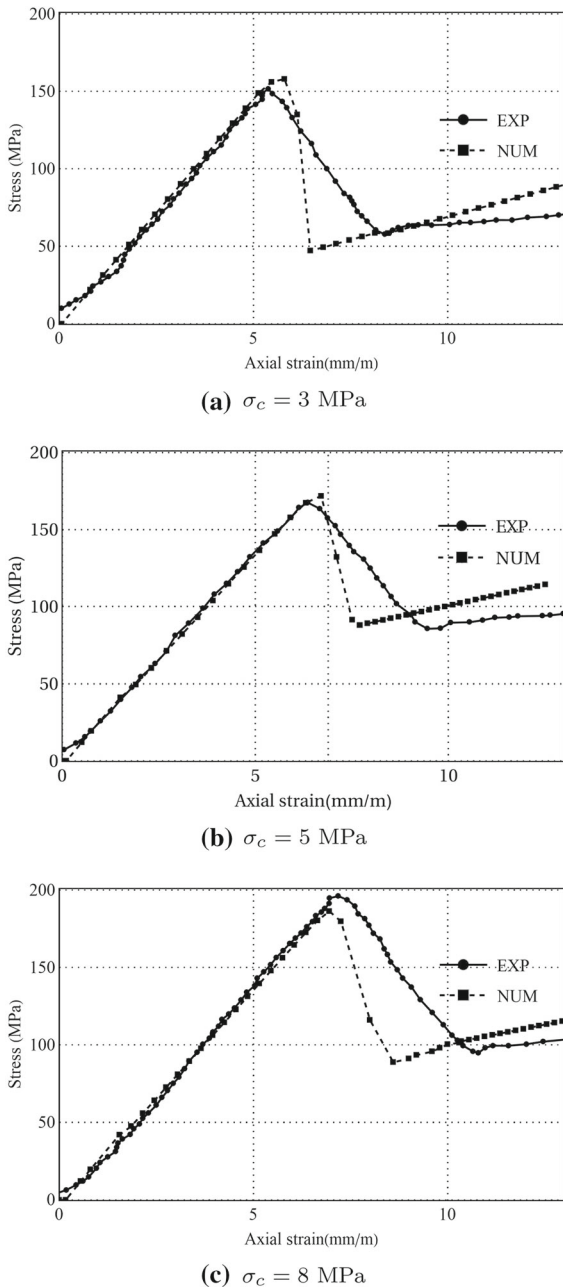 200
150
100
50
0
Stress (MPa)
EXP
NUM
0 5 10
Axial strain(mm/m)
(a) σc = 3 MPa
200
150
100
50
0
Stress (MPa)
EXP
NUM
0 5 10
Axial strain(mm/m)
(b) σc = 5 MPa
200
150
100
50
0
Stress (MPa)
EXP
NUM
0 5 10
Axial strain(mm/m)
(c) σc = 8 MPa